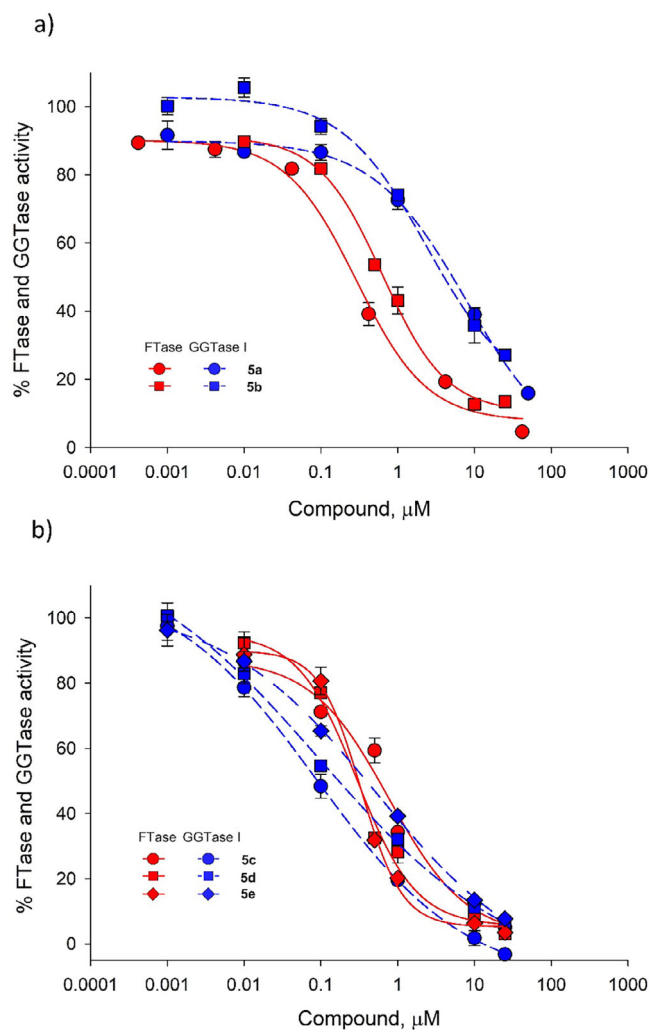 a)
% FTase and GGTase activity
100
80
60
40
20
0
FTase GGTase I
5a
5b
0.0001 0.001 0.01 0.1 1 10 100 1000
Compound, μM
b)
% FTase and GGTase activity
100
80
60
40
20
0
FTase GGTase I
5c
5d
5e
0.0001 0.001 0.01 0.1 1 10 100 1000
Compound, μM